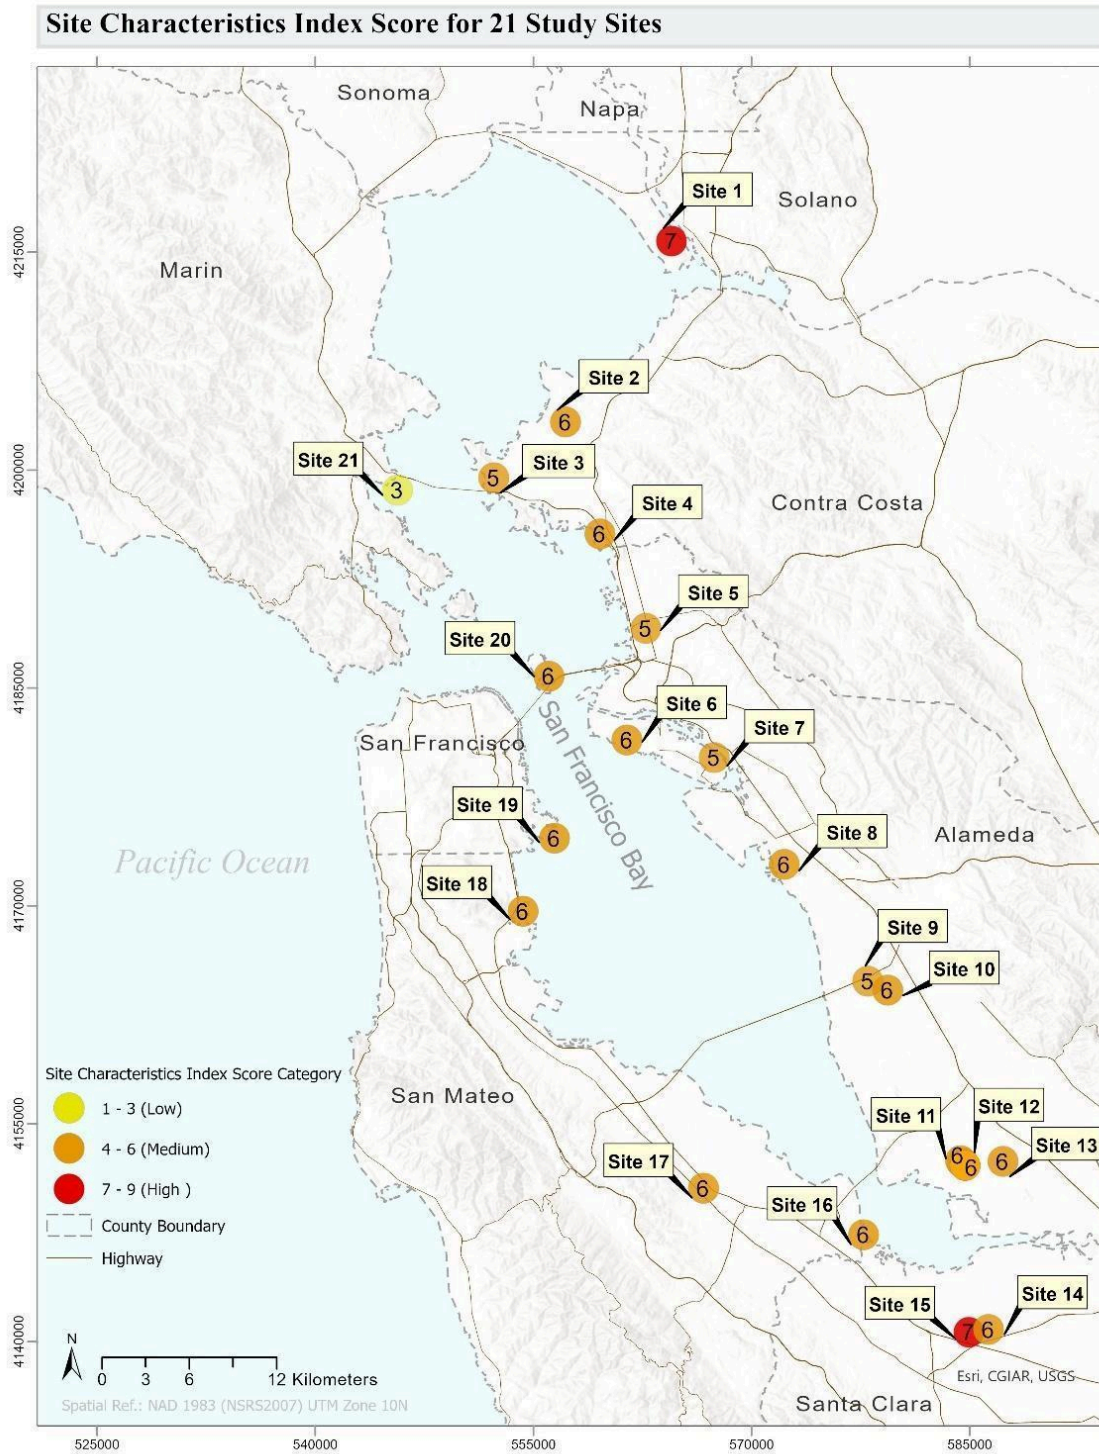 Site Characteristics Index Score for 21 Study Sites
Sonoma
Napa
Site 1
Solano
7
4215000
Marin
Site 2
6
Site 21
Site 3
4200000
5
3
Site 4
Contra Costa
6
Site 5
5
Site 20
6
4185000
Site 6
San Francisco Bay
San Francisco
6
Site 7
5
Site 19
6
Site 8
Alameda
Pacific Ocean
6
Site 18
6
4170000
Site 9
5
Site 10
6
Site Characteristics Index Score Category
San Mateo
1 - 3 (Low)
4155000
Site 11
Site 12
4 - 6 (Medium)
6
6
6
Site 13
Site 17
7 - 9 (High )
6
Site 16
County Boundary
6
Highway
Site 15
Site 14
7
6
4140000
N
0 3 6 12 Kilometers
Esri, CGIAR, USGS
Spatial Ref.: NAD 1983 (NSRS2007) UTM Zone 10N
Santa Clara
525000 540000 555000 570000 585000